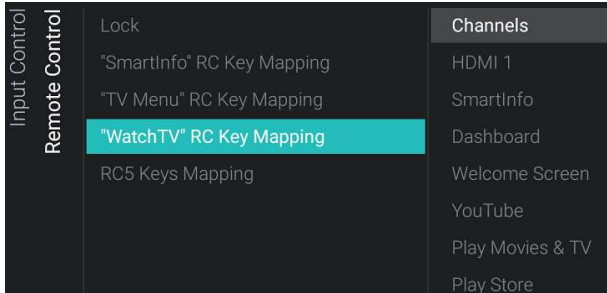 Input Control
Remote Control
Lock
"SmartInfo" RC Key Mapping
"TV Menu" RC Key Mapping
"WatchTV" RC Key Mapping
RC5 Keys Mapping
Channels
HDMI 1
SmartInfo
Dashboard
Welcome Screen
YouTube
Play Movies & TV
Play Store